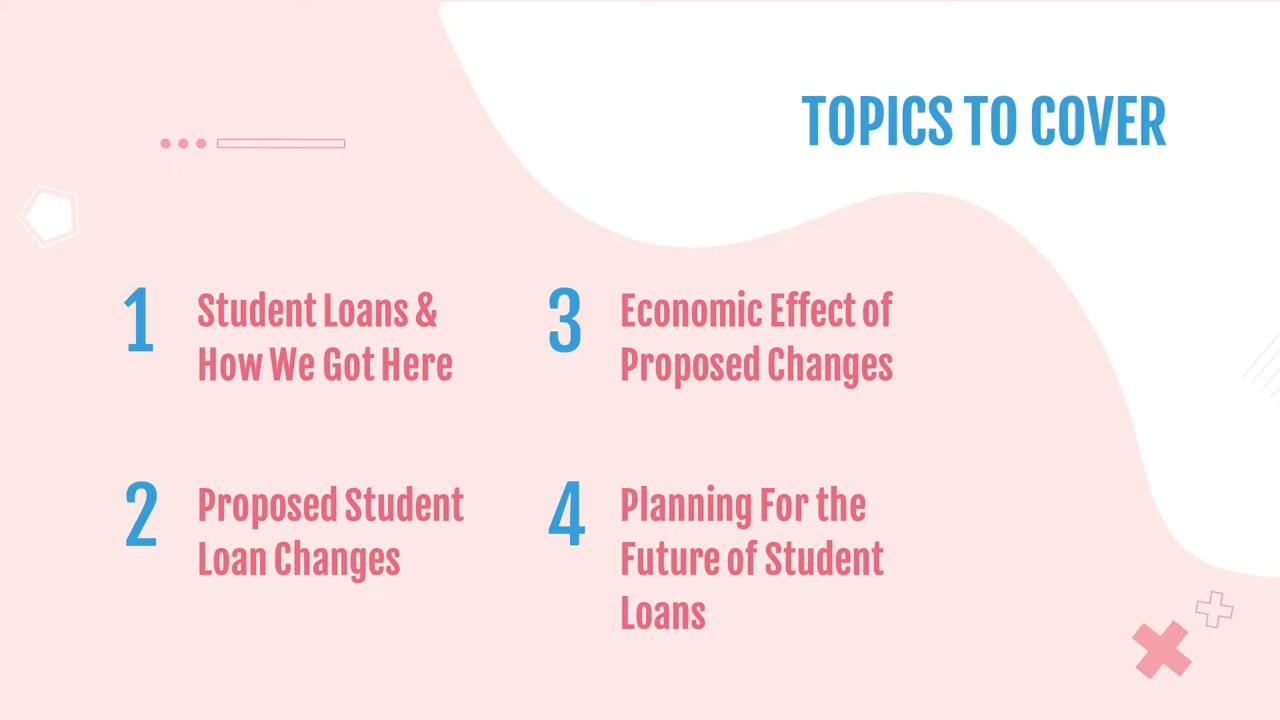 TOPICS TO COVER
1
Student Loans &
How We Got Here
2
Proposed Student
Loan Changes
3
Economic Effect of
Proposed Changes
4
Planning For the
Future of Student
Loans